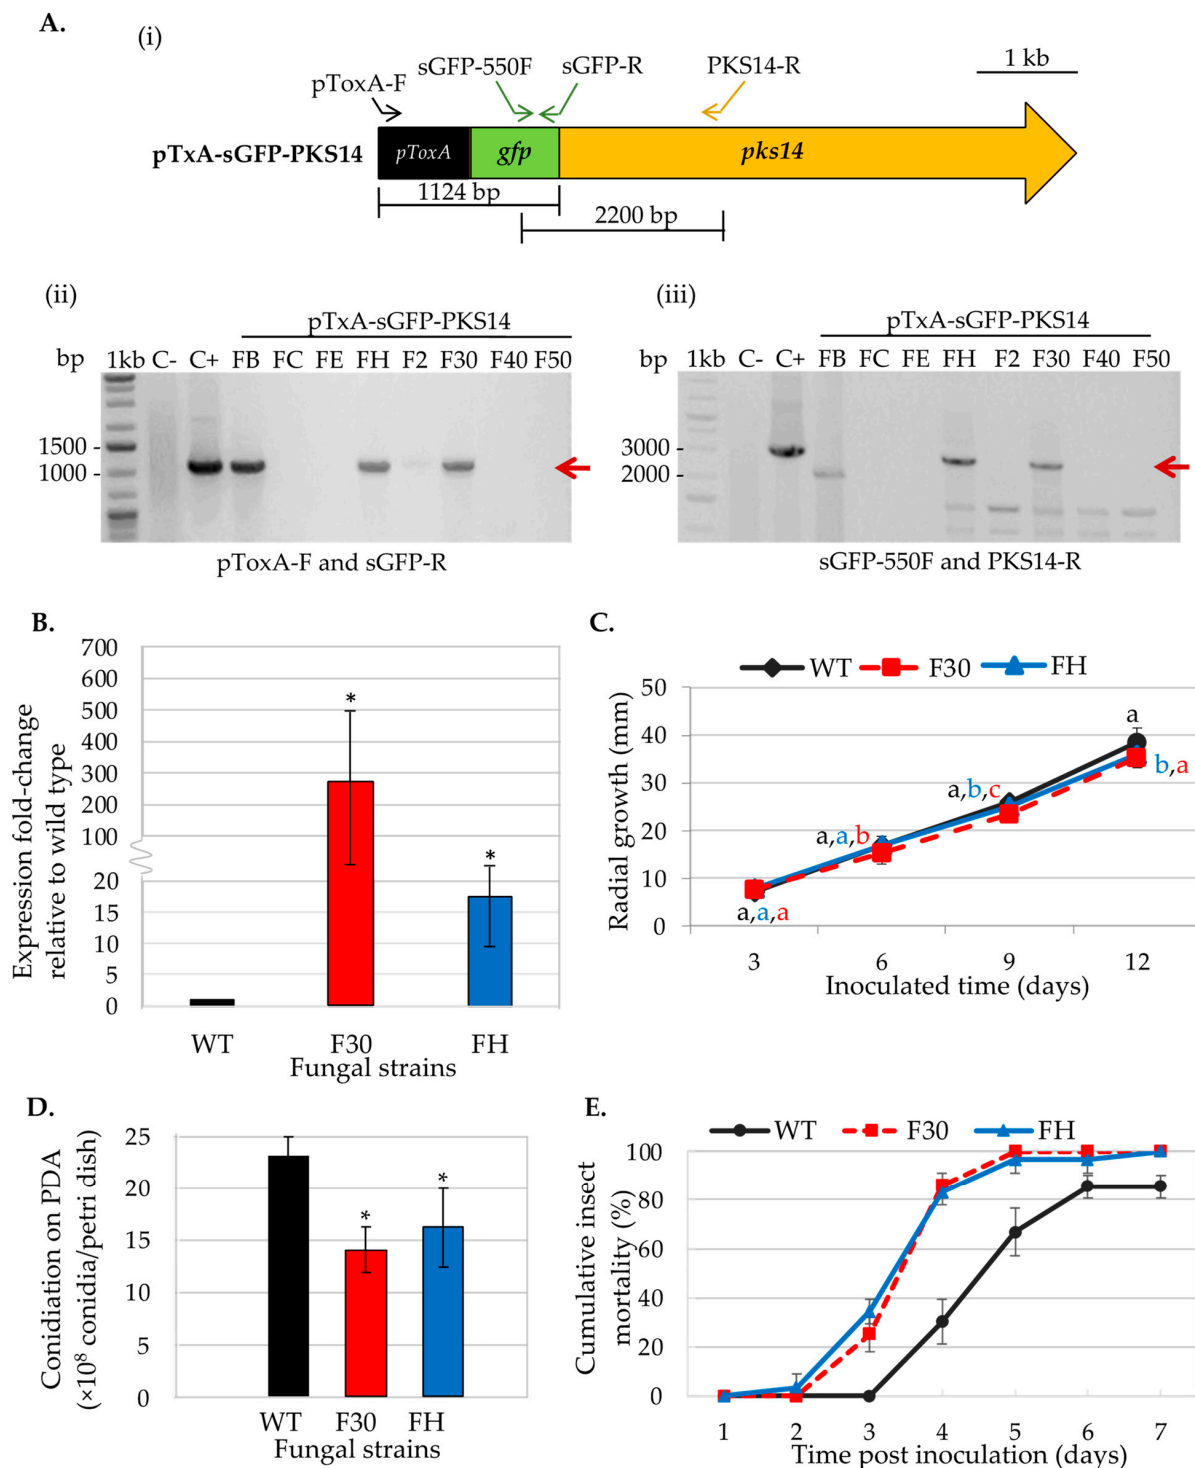 A.
(i)
1 kb
sGFP-550F sGFP-R PKS14-R
pToxA-F
pTxA-sGFP-PKS14 pToxA gfp pks14
1124 bp
2200 bp
(ii)
pTxA-sGFP-PKS14
bp 1kb C- C+ FB FC FE FH F2 F30 F40 F50
1500
1000
pToxA-F and sGFP-R
(iii)
pTxA-sGFP-PKS14
bp 1kb C- C+ FB FC FE FH F2 F30 F40 F50
3000
2000
sGFP-550F and PKS14-R
B.
Expression fold-change
relative to wild type
700
600
500
400
300
200
100
20
15
10
5
0
*
*
WT F30 FH
Fungal strains
C.
WT F30 FH
Radial growth (mm)
50
40
30
20
10
0
a
b,a
a,b,c
a,a,b
a,a,a
3 6 9 12
Inoculated time (days)
D.
Conidiation on PDA
(×10⁸ conidia/petri dish)
25
20
15
10
5
0
*
*
WT F30 FH
Fungal strains
E.
WT F30 FH
Cumulative insect
mortality (%)
100
80
60
40
20
0
1 2 3 4 5 6 7
Time post inoculation (days)